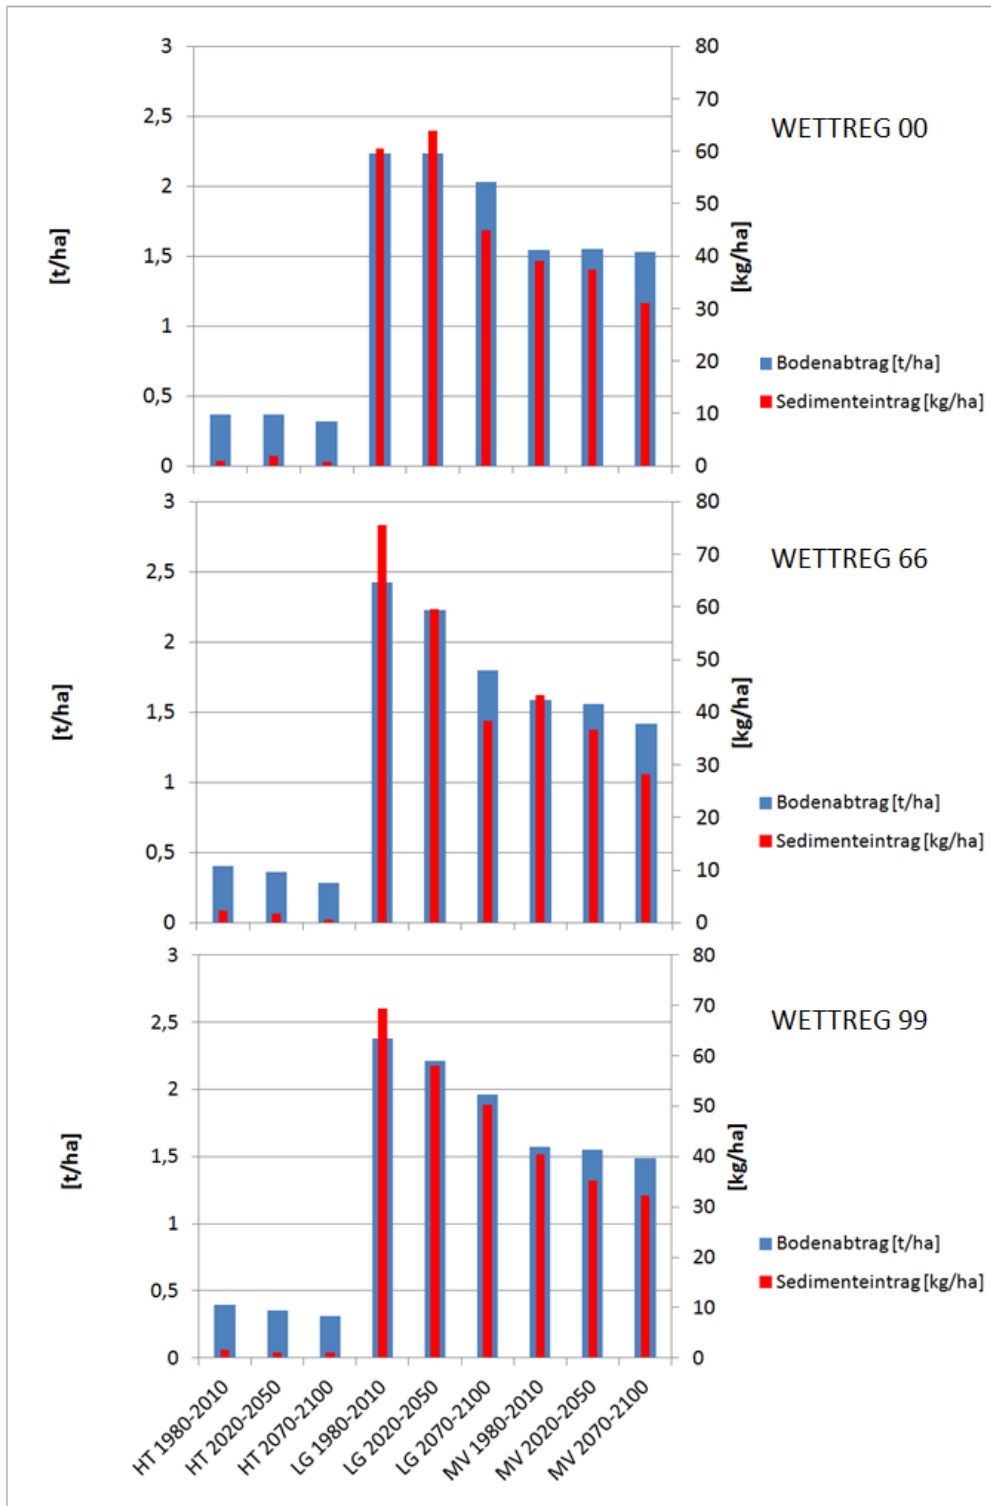 3
2,5
2
1,5
1
0,5
0
[t/ha]
80
70
60
50
40
30
20
10
0
[kg/ha]
WETTREG 00
Bodenabtrag [t/ha]
Sedimenteintrag [kg/ha]
3
2,5
2
1,5
1
0,5
0
[t/ha]
80
70
60
50
40
30
20
10
0
[kg/ha]
WETTREG 66
Bodenabtrag [t/ha]
Sedimenteintrag [kg/ha]
3
2,5
2
1,5
1
0,5
0
[t/ha]
80
70
60
50
40
30
20
10
0
[kg/ha]
WETTREG 99
Bodenabtrag [t/ha]
Sedimenteintrag [kg/ha]
HT 1980-2010
HT 2020-2050
HT 2070-2100
LG 1980-2010
LG 2020-2050
LG 2070-2100
MV 1980-2010
MV 2020-2050
MV 2070-2100